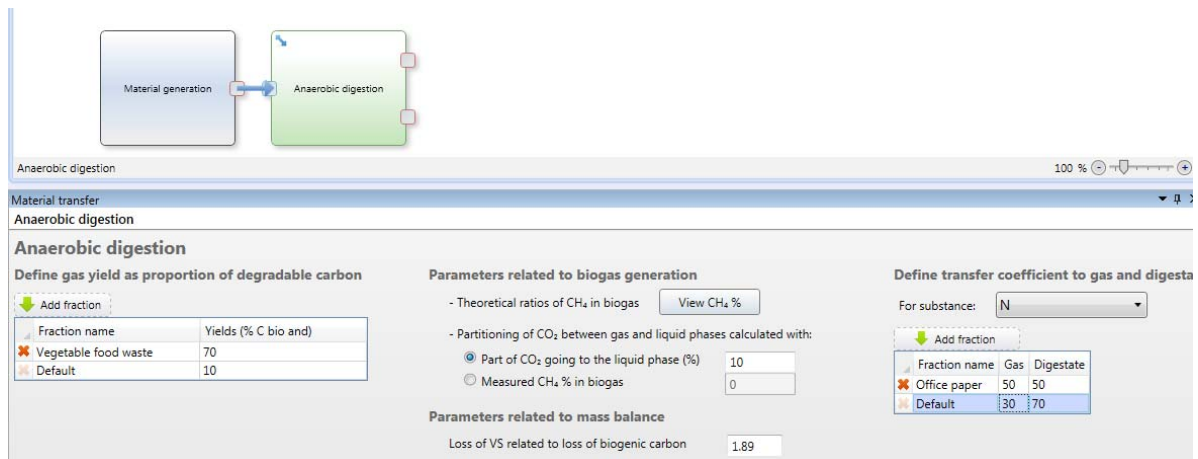 Material generation
Anaerobic digestion
Anaerobic digestion
100 %
Material transfer
Anaerobic digestion
Anaerobic digestion
Define gas yield as proportion of degradable carbon
Add fraction
Fraction name Yields (% C bio and)
Vegetable food waste 70
Default 10
Parameters related to biogas generation
- Theoretical ratios of CH₄ in biogas View CH₄ %
- Partitioning of CO₂ between gas and liquid phases calculated with:
Part of CO₂ going to the liquid phase (%) 10
Measured CH₄ % in biogas 0
Parameters related to mass balance
Loss of VS related to loss of biogenic carbon 1.89
Define transfer coefficient to gas and digesta
For substance: N
Add fraction
Fraction name Gas Digestate
Office paper 50 50
Default 30 70